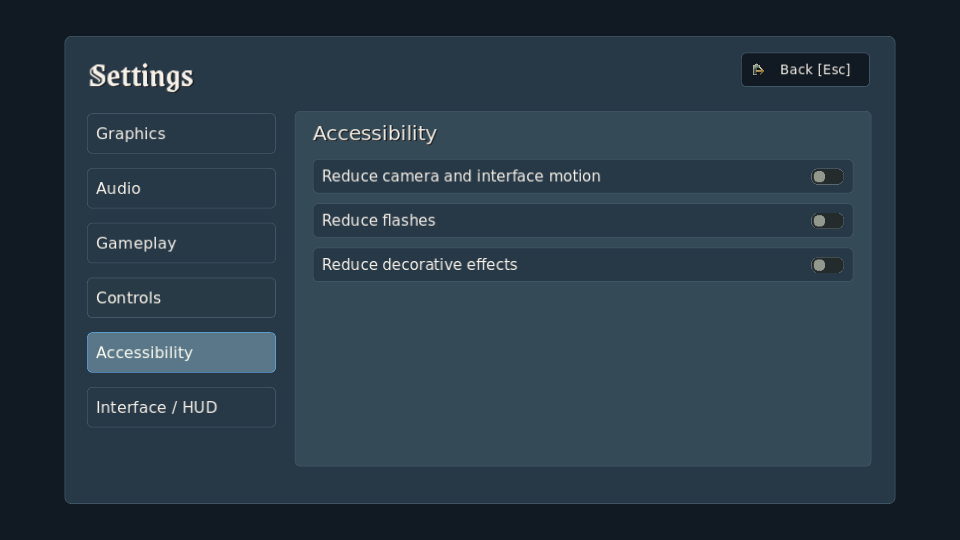 Settings
Back [Esc]
Graphics
Audio
Gameplay
Controls
Accessibility
Interface / HUD
Accessibility
Reduce camera and interface motion
Reduce flashes
Reduce decorative effects